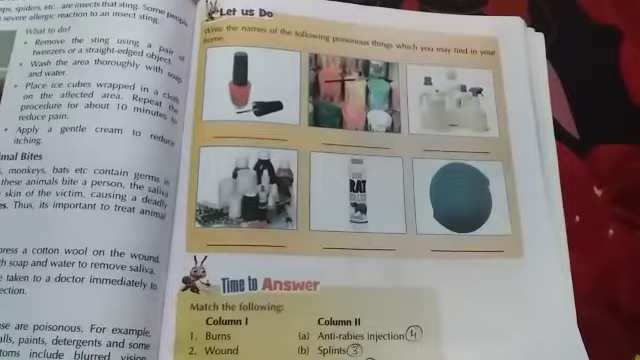 ps, spiders, etc., are insects that sting. Some people
severe allergic reaction to an insect sting.
What to do?
• Remove the sting using a pair o
tweezers or a straight-edged object.
• Wash the area thoroughly with soap
and water.
• Place ice cubes wrapped in a cloth
on the affected area. Repeat the
procedure for about 10 minutes to
reduce pain.
• Apply a gentle cream to reduce
itching.
mal Bites
, monkeys, bats etc contain germs in
these animals bite a person, the saliva
skin of the victim, causing a deadly
es. Thus, its important to treat animal
press a cotton wool on the wound.
th soap and water to remove saliva.
e taken to a doctor immediately to
ection.
se are poisonous. For example,
alls, paints, detergents and some
toms include blurred vision
Let us Do
Write the names of the following poisonous things which you may find in your
home.
RAT
Time to Answer
Match the following:
Column I Column II
1. Burns (a) Anti-rabies injection 4
2. Wound (b) Splints 3